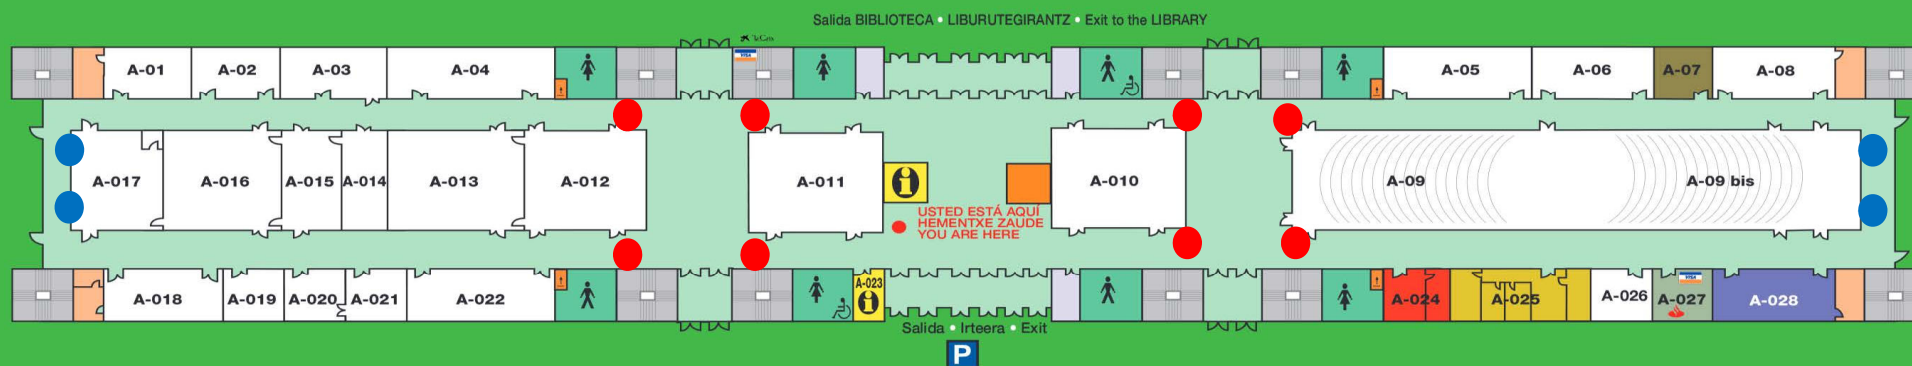 Salida BIBLIOTECA • LIBURUTEGIRANTZ • Exit to the LIBRARY
VISA
A-01
A-02
A-03
A-04
A-05
A-06
A-07
A-08
A-017
A-016
A-015
A-014
A-013
A-012
A-011
i
A-010
A-09
A-09 bis
USTED ESTÁ AQUÍ
HEMENTXE ZAUDE
YOU ARE HERE
A-018
A-019
A-020
A-021
A-022
A-023
i
A-024
A-025
A-026
A-027
A-028
VISA
Salida • Irteera • Exit
P